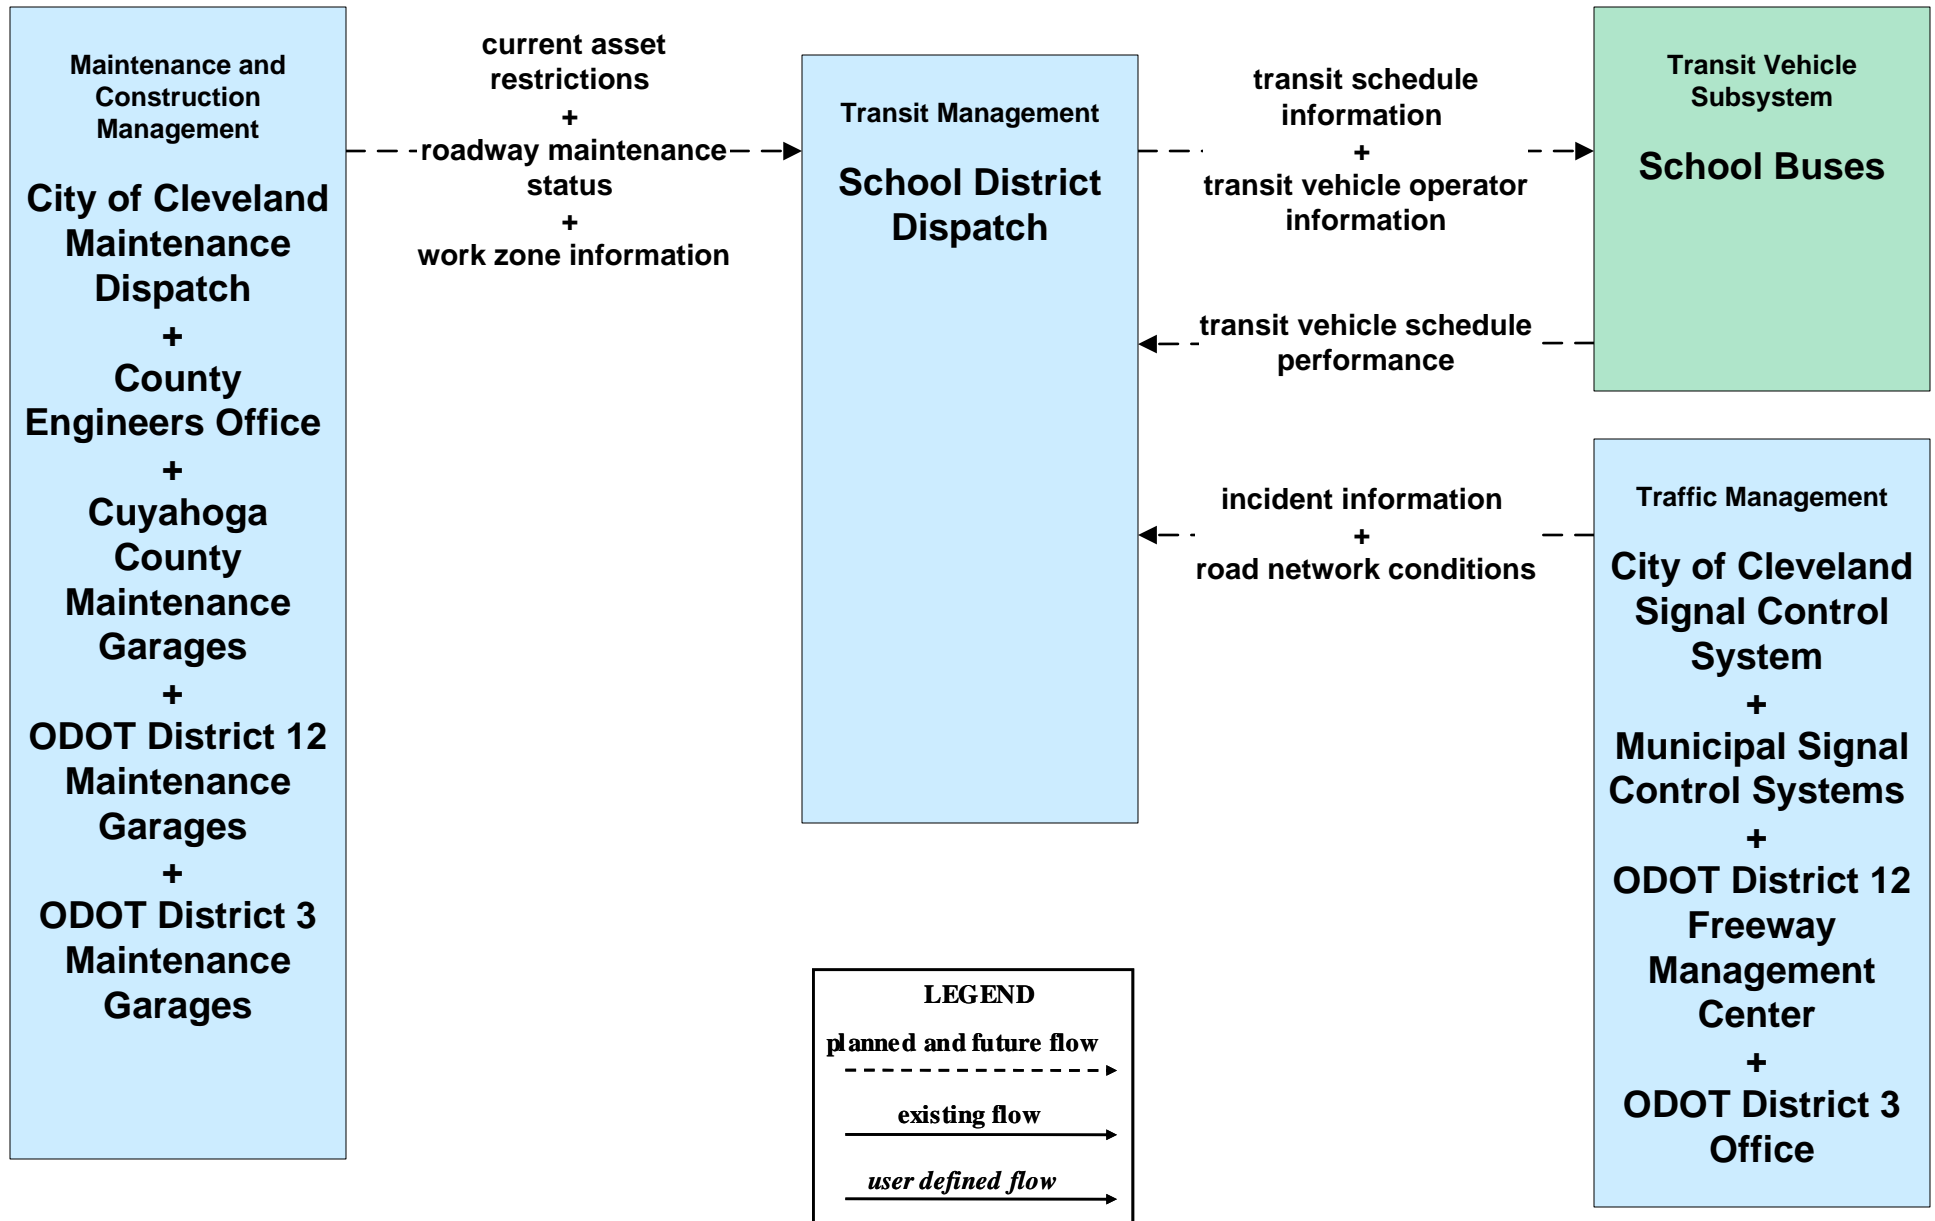 Maintenance and
Construction
Management
City of Cleveland
Maintenance
Dispatch
+
County
Engineers Office
+
Cuyahoga
County
Maintenance
Garages
+
ODOT District 12
Maintenance
Garages
+
ODOT District 3
Maintenance
Garages
current asset
restrictions
+
roadway maintenance
status
+
work zone information
Transit Management
School District
Dispatch
transit schedule
information
+
transit vehicle operator
information
transit vehicle schedule
performance
incident information
+
road network conditions
Transit Vehicle
Subsystem
School Buses
Traffic Management
City of Cleveland
Signal Control
System
+
Municipal Signal
Control Systems
+
ODOT District 12
Freeway
Management
Center
+
ODOT District 3
Office
LEGEND
planned and future flow
existing flow
user defined flow